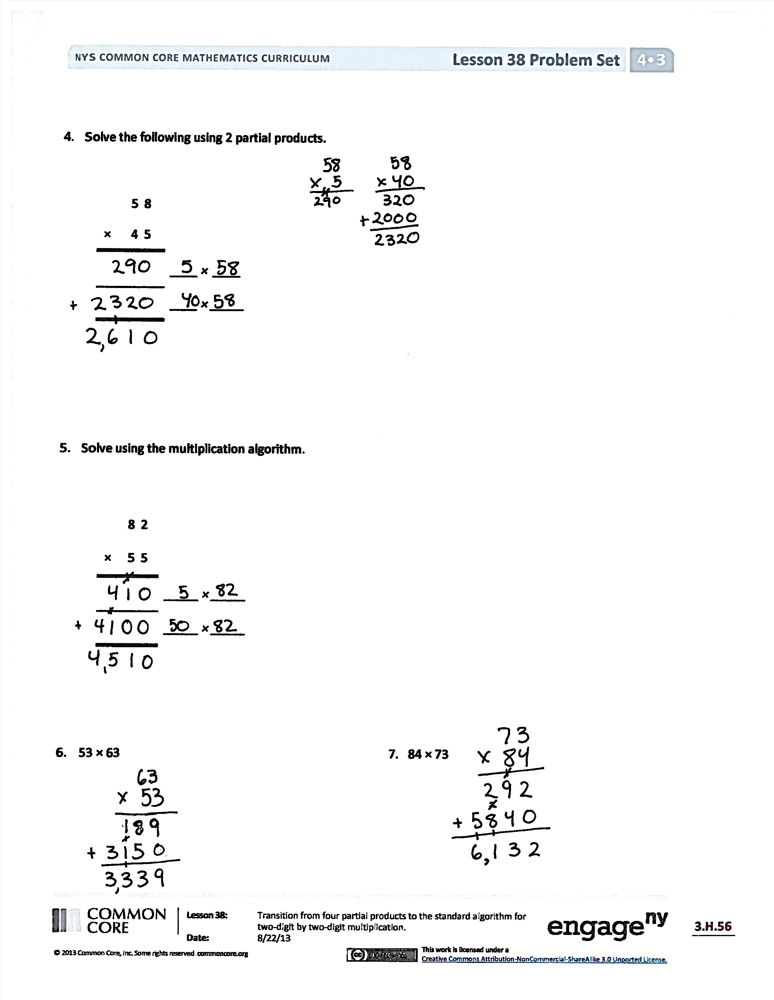 NYS COMMON CORE MATHEMATICS CURRICULUM
Lesson 38 Problem Set 4•3
4. Solve the following using 2 partial products.
58 58
x 5 x 40
290 320
+2000
2320
5 8
× 4 5
290 5 × 58
+ 2320 40 × 58
2,610
5. Solve using the multiplication algorithm.
8 2
× 5 5
410 5 × 82
+ 4100 50 × 82
4,510
6. 53 × 63
63
x 53
189
+ 3150
3,339
7. 84 × 73
73
x 84
292
+ 5840
6,132
COMMON CORE
Lesson 38: Transition from four partial products to the standard algorithm for
two-digit by two-digit multiplication.
Date: 8/22/13
engageny
3.H.56
© 2013 Common Core, Inc. Some rights reserved. commoncore.org
(cc) BY-NC-SA
This work is licensed under a
Creative Commons Attribution-NonCommercial-ShareAlike 3.0 Unported License.